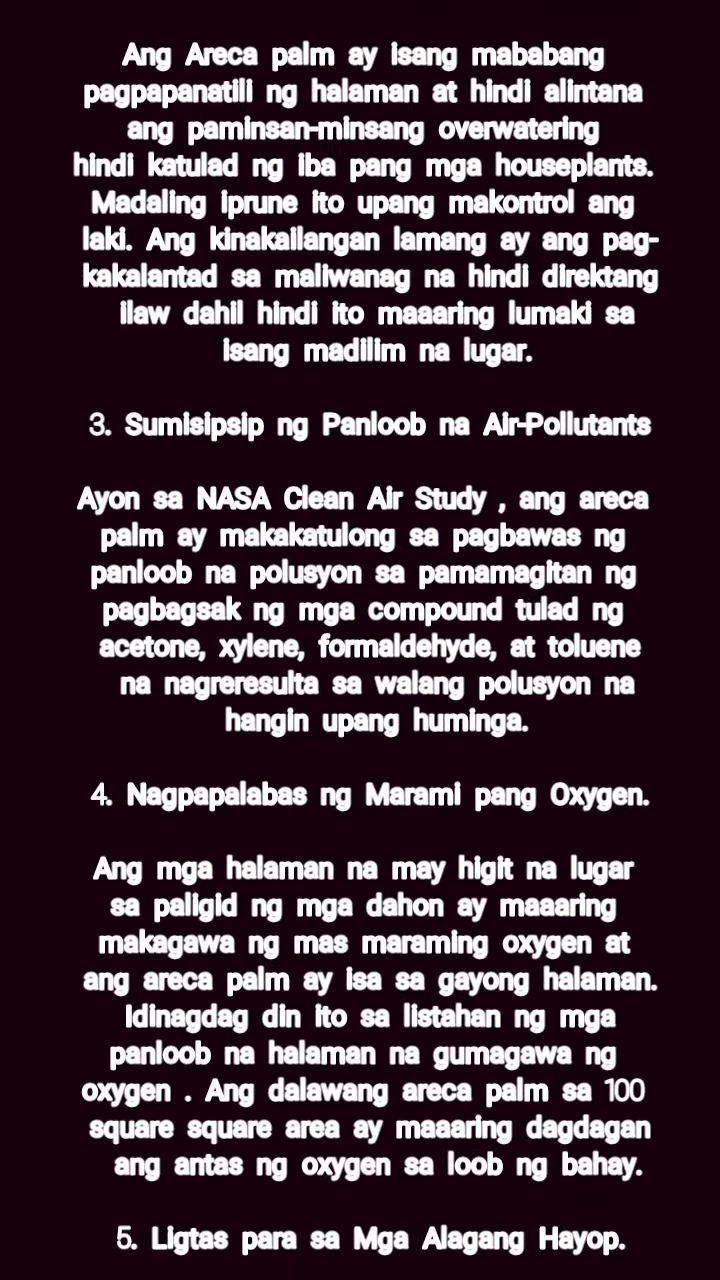 Ang Areca palm ay isang mababang
pagpapanatili ng halaman at hindi alintana
ang paminsan-minsang overwatering
hindi katulad ng iba pang mga houseplants.
Madaling iprune ito upang makontrol ang
laki. Ang kinakailangan lamang ay ang pag-
kakalantad sa maliwanag na hindi direktang
ilaw dahil hindi ito maaaring lumaki sa
isang madilim na lugar.
3. Sumisipsip ng Panloob na Air-Pollutants
Ayon sa NASA Clean Air Study , ang areca
palm ay makakatulong sa pagbawas ng
panloob na polusyon sa pamamagitan ng
pagbagsak ng mga compound tulad ng
acetone, xylene, formaldehyde, at toluene
na nagreresulta sa walang polusyon na
hangin upang huminga.
4. Nagpapalabas ng Marami pang Oxygen.
Ang mga halaman na may higit na lugar
sa paligid ng mga dahon ay maaaring
makagawa ng mas maraming oxygen at
ang areca palm ay isa sa gayong halaman.
Idinagdag din ito sa listahan ng mga
panloob na halaman na gumagawa ng
oxygen . Ang dalawang areca palm sa 100
square square area ay maaaring dagdagan
ang antas ng oxygen sa loob ng bahay.
5. Ligtas para sa Mga Alagang Hayop.